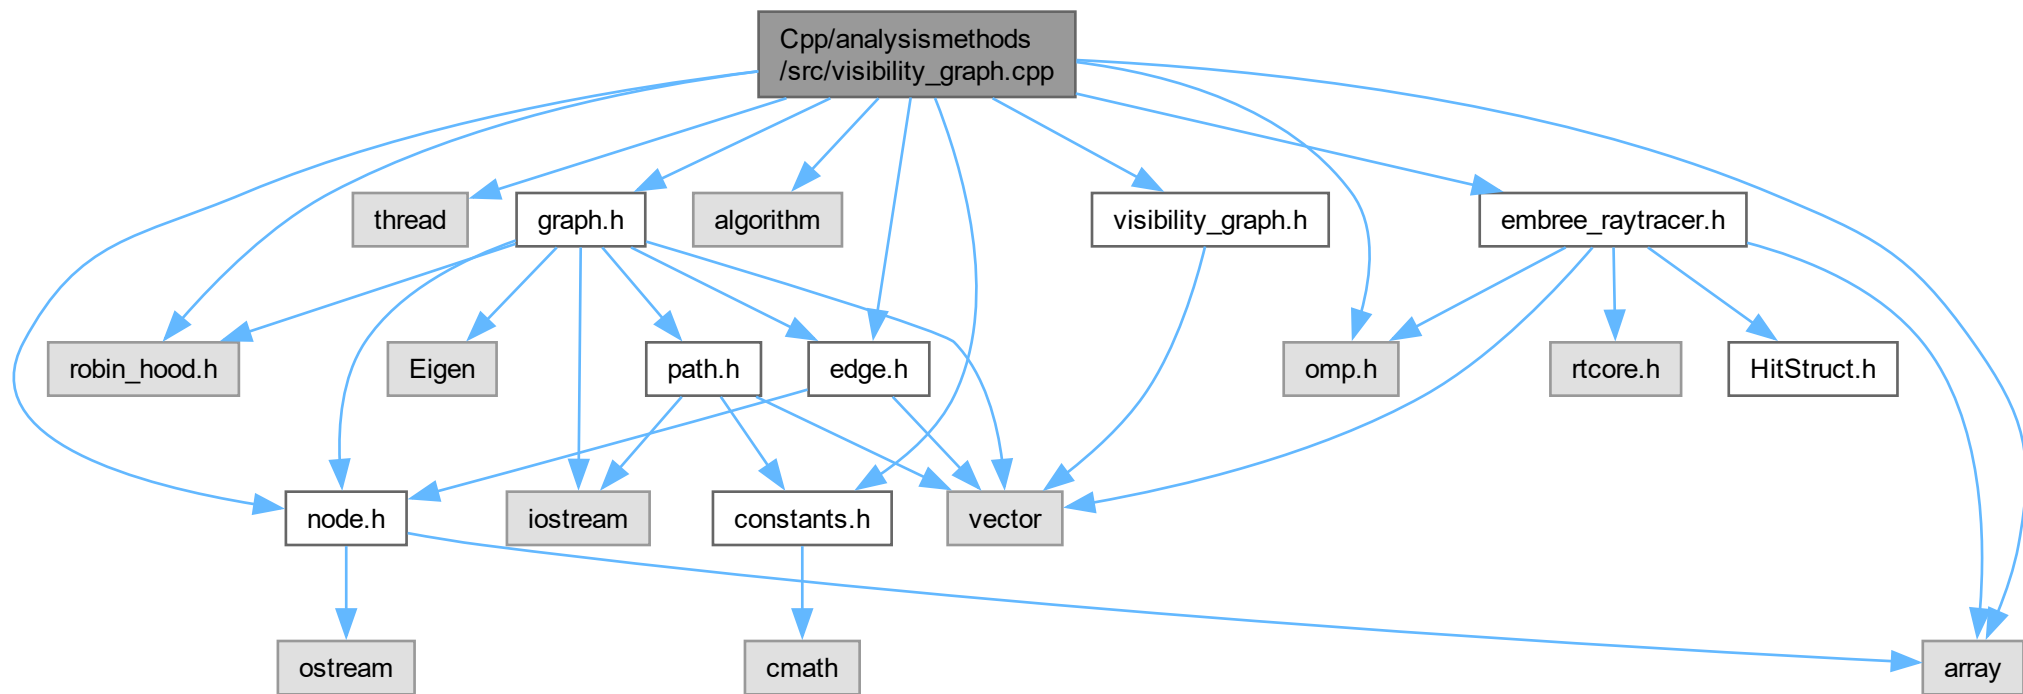 Cpp/analysismethods
/src/visibility_graph.cpp
thread
graph.h
algorithm
visibility_graph.h
embree_raytracer.h
robin_hood.h
Eigen
path.h
edge.h
omp.h
rtcore.h
HitStruct.h
node.h
iostream
constants.h
vector
ostream
cmath
array